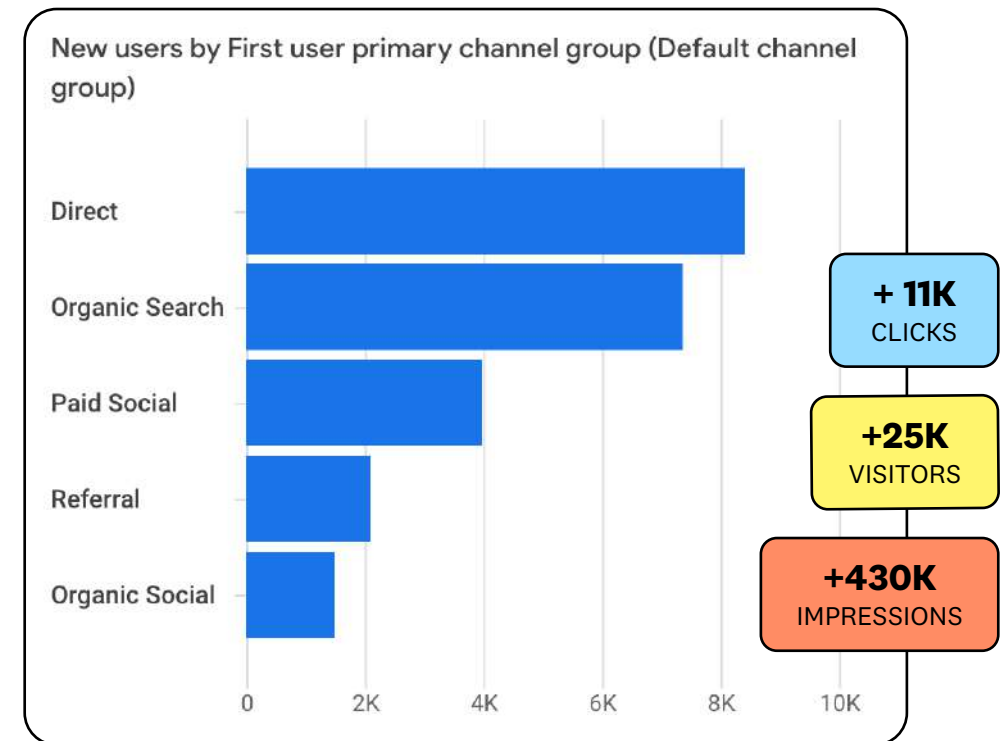 New users by First user primary channel group (Default channel
group)
Direct
Organic Search
Paid Social
Referral
Organic Social
0 2K 4K 6K 8K 10K
+ 11K
CLICKS
+25K
VISITORS
+430K
IMPRESSIONS